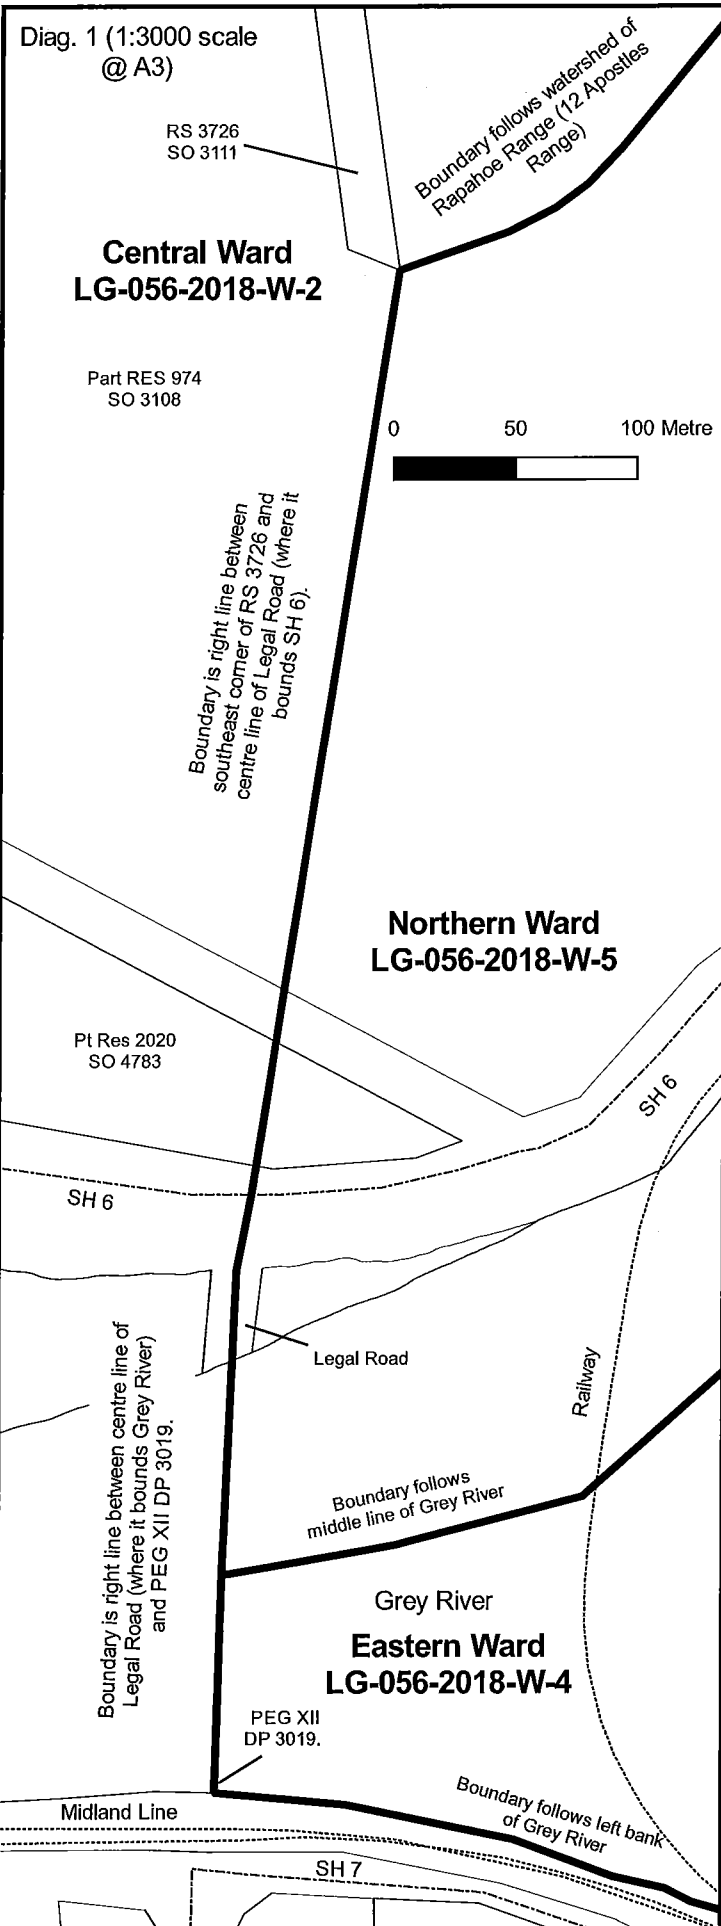 Diag. 1 (1:3000 scale
@ A3)
Boundary follows watershed of
Rapahoe Range (12 Apostles
Range)
RS 3726
SO 3111
Central Ward
LG-056-2018-W-2
Part RES 974
SO 3108
0 50 100 Metre
Boundary is right line between
southeast corner of RS 3726 and
centre line of Legal Road (where it
bounds SH 6).
Northern Ward
LG-056-2018-W-5
Pt Res 2020
SO 4783
SH 6
SH 6
Legal Road
Railway
Boundary is right line between centre line of
Legal Road (where it bounds Grey River)
and PEG XII DP 3019.
Boundary follows
middle line of Grey River
Grey River
Eastern Ward
LG-056-2018-W-4
PEG XII
DP 3019.
Midland Line
Boundary follows left bank
of Grey River
SH 7